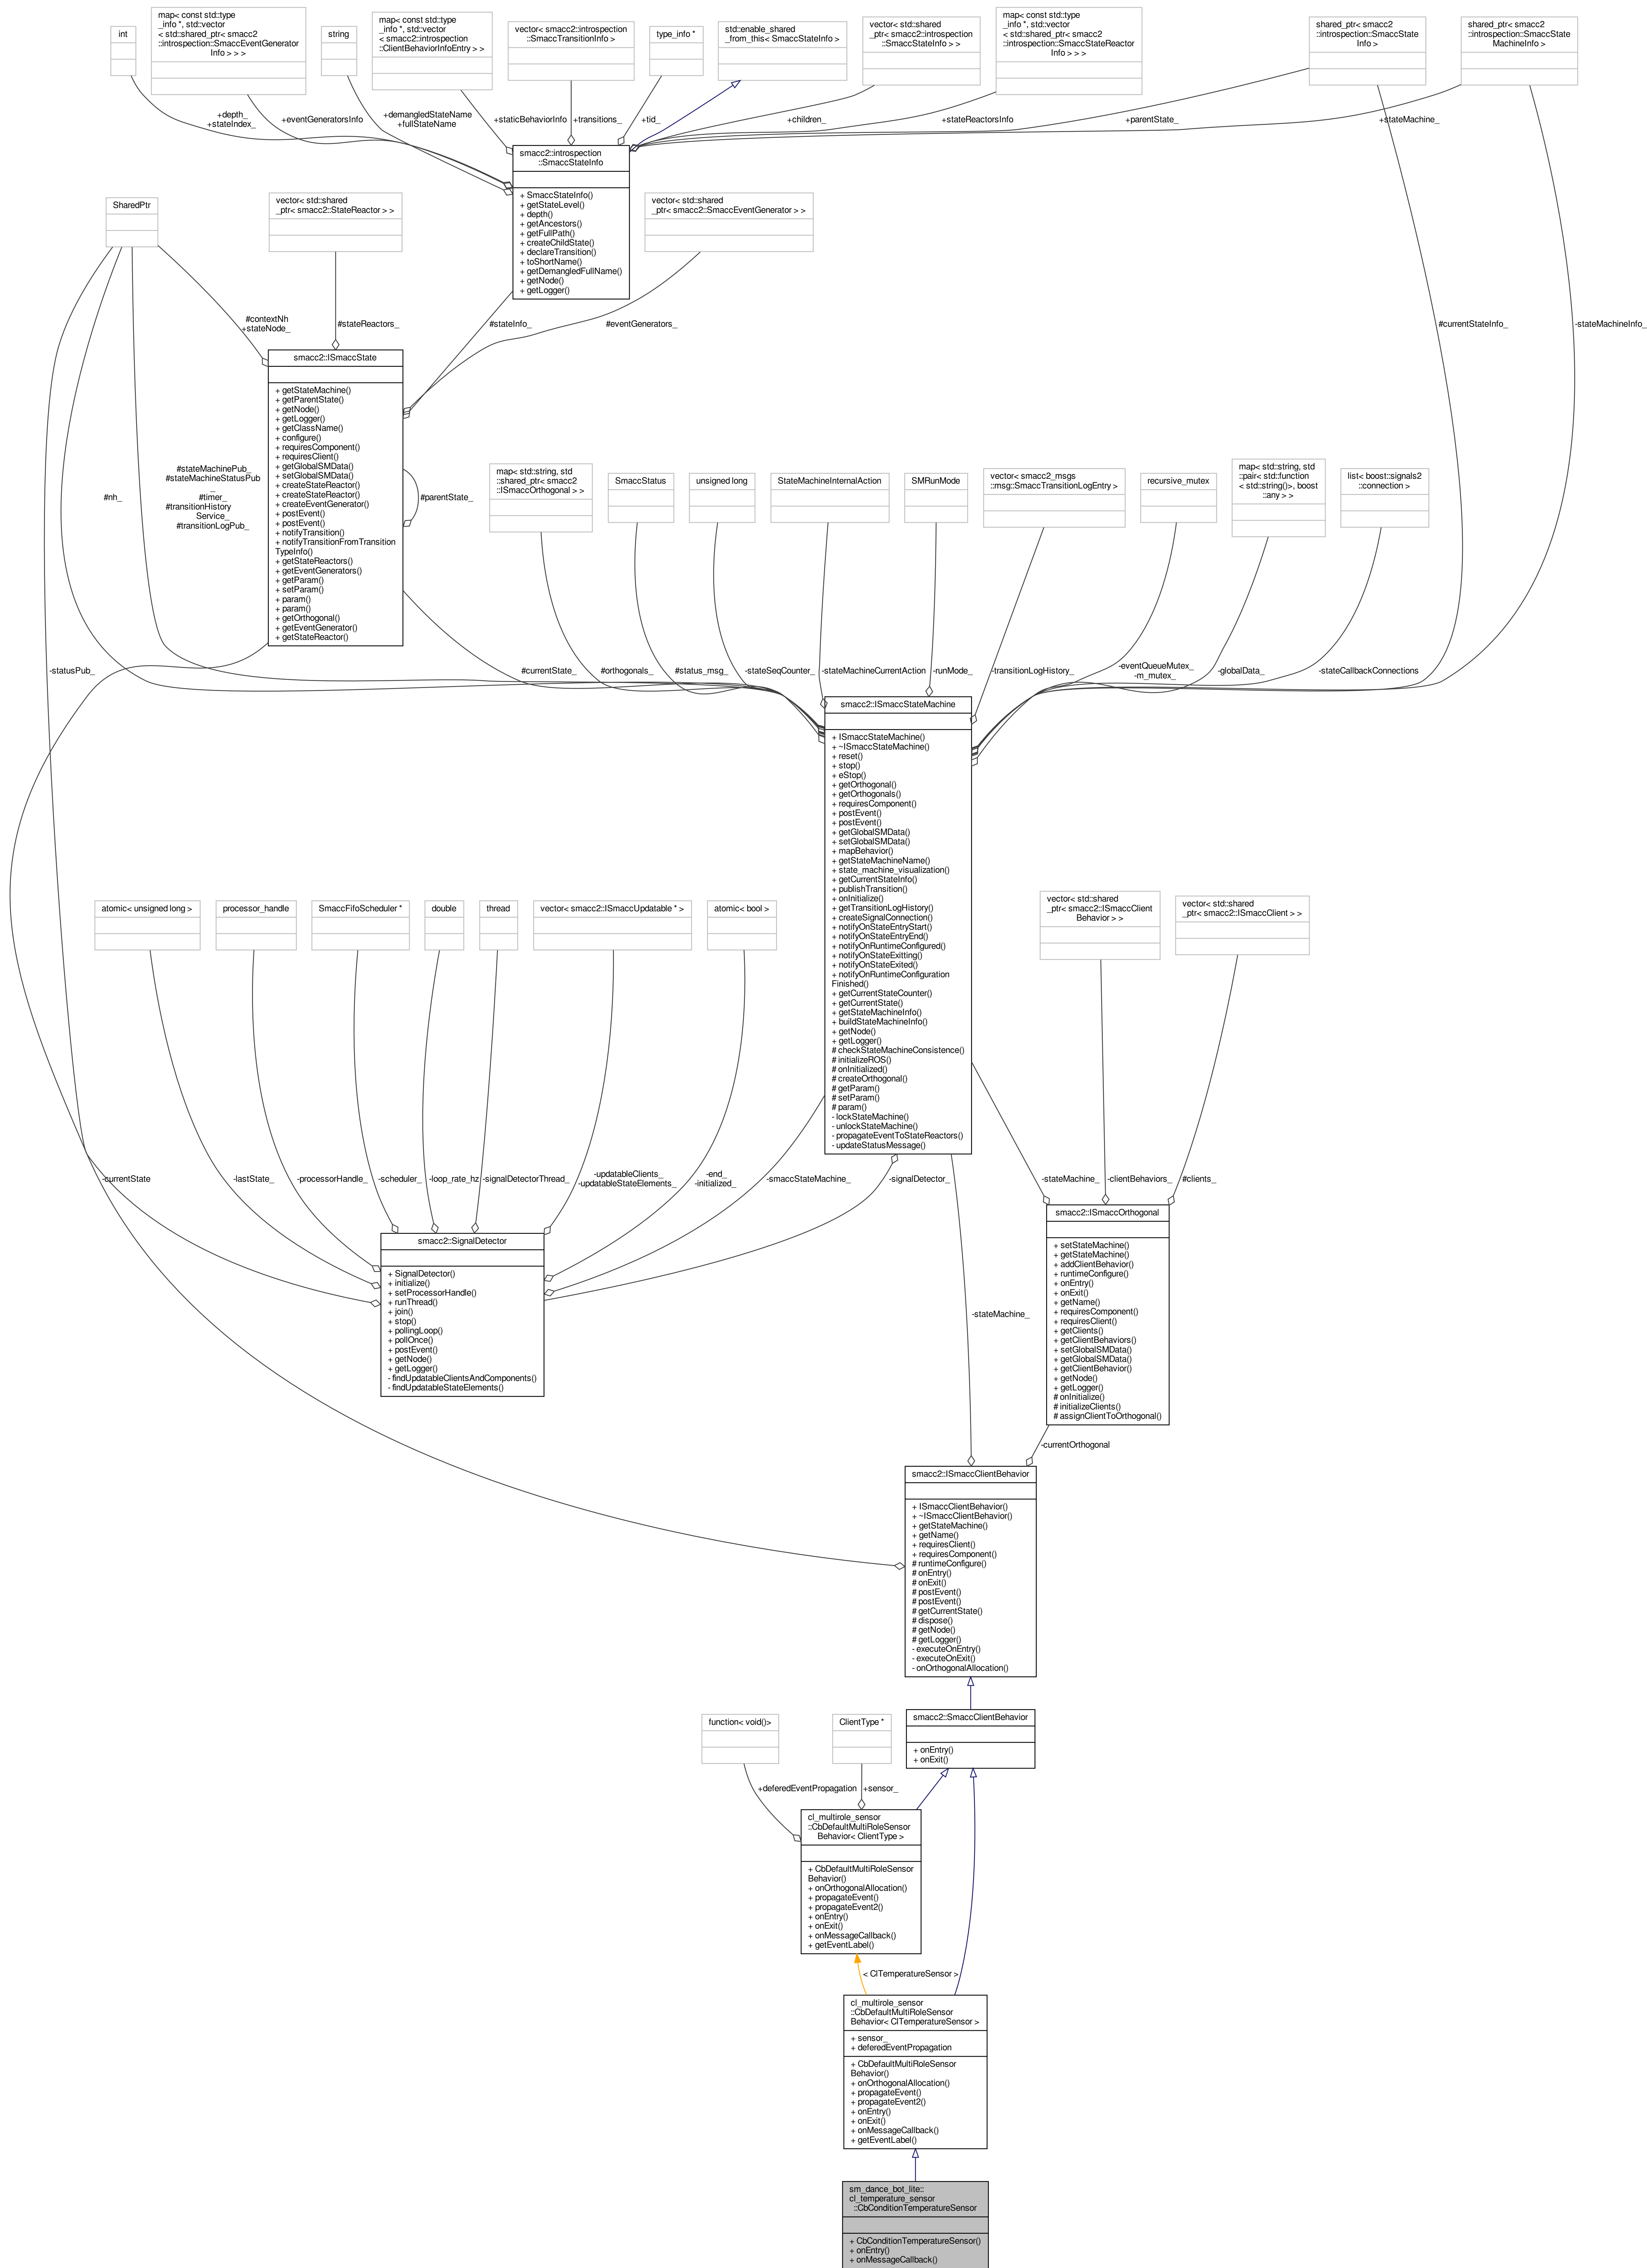 int
map< const std::type
_info *, std::vector
< std::shared_ptr< smacc2
::introspection::SmaccEventGenerator
Info > > >
string
map< const std::type
_info *, std::vector
< smacc2::introspection
::ClientBehaviorInfoEntry > >
vector< smacc2::introspection
::SmaccTransitionInfo >
type_info *
std::enable_shared
_from_this< SmaccStateInfo >
vector< std::shared
_ptr< smacc2::introspection
::SmaccStateInfo > >
map< const std::type
_info *, std::vector
< std::shared_ptr< smacc2
::introspection::SmaccStateReactor
Info > > >
shared_ptr< smacc2
::introspection::SmaccState
Info >
shared_ptr< smacc2
::introspection::SmaccState
MachineInfo >
+depth_
+stateIndex_
+eventGeneratorsInfo
+demangledStateName
+fullStateName
+staticBehaviorInfo
+transitions_
+tid_
+children_
+stateReactorsInfo
+parentState_
+stateMachine_
smacc2::introspection
::SmaccStateInfo
+ SmaccStateInfo()
+ getStateLevel()
+ depth()
+ getAncestors()
+ getFullPath()
+ createChildState()
+ declareTransition()
+ toShortName()
+ getDemangledFullName()
+ getNode()
+ getLogger()
SharedPtr
vector< std::shared
_ptr< smacc2::StateReactor > >
vector< std::shared
_ptr< smacc2::SmaccEventGenerator > >
#contextNh
+stateNode_
#stateReactors_
#stateInfo_
#eventGenerators_
#currentStateInfo_
-stateMachineInfo_
smacc2::ISmaccState
+ getStateMachine()
+ getParentState()
+ getNode()
+ getLogger()
+ getClassName()
+ configure()
+ requiresComponent()
+ requiresClient()
+ getGlobalSMData()
+ setGlobalSMData()
+ createStateReactor()
+ createStateReactor()
+ createEventGenerator()
+ postEvent()
+ postEvent()
+ notifyTransition()
+ notifyTransitionFromTransition
TypeInfo()
+ getStateReactors()
+ getEventGenerators()
+ getParam()
+ setParam()
+ param()
+ param()
+ getOrthogonal()
+ getEventGenerator()
+ getStateReactor()
#parentState_
#nh_
#stateMachinePub_
#stateMachineStatusPub
_
#timer_
#transitionHistory
Service_
#transitionLogPub_
map< std::string, std
::shared_ptr< smacc2
::ISmaccOrthogonal > >
SmaccStatus
unsigned long
StateMachineInternalAction
SMRunMode
vector< smacc2_msgs
::msg::SmaccTransitionLogEntry >
recursive_mutex
map< std::string, std
::pair< std::function
< std::string()>, boost
::any > >
list< boost::signals2
::connection >
-statusPub_
#currentState_
#orthogonals_
#status_msg_
-stateSeqCounter_
-stateMachineCurrentAction
-runMode_
-transitionLogHistory_
-eventQueueMutex_
-m_mutex_
-globalData_
-stateCallbackConnections
smacc2::ISmaccStateMachine
+ ISmaccStateMachine()
+ ~ISmaccStateMachine()
+ reset()
+ stop()
+ eStop()
+ getOrthogonal()
+ getOrthogonals()
+ requiresComponent()
+ postEvent()
+ postEvent()
+ getGlobalSMData()
+ setGlobalSMData()
+ mapBehavior()
+ getStateMachineName()
+ state_machine_visualization()
+ getCurrentStateInfo()
+ publishTransition()
+ onInitialize()
+ getTransitionLogHistory()
+ createSignalConnection()
+ notifyOnStateEntryStart()
+ notifyOnStateEntryEnd()
+ notifyOnRuntimeConfigured()
+ notifyOnStateExitting()
+ notifyOnStateExited()
+ notifyOnRuntimeConfiguration
Finished()
+ getCurrentStateCounter()
+ getCurrentState()
+ getStateMachineInfo()
+ buildStateMachineInfo()
+ getNode()
+ getLogger()
# checkStateMachineConsistence()
# initializeROS()
# onInitialized()
# createOrthogonal()
# getParam()
# setParam()
# param()
- lockStateMachine()
- unlockStateMachine()
- propagateEventToStateReactors()
- updateStatusMessage()
atomic< unsigned long >
processor_handle
SmaccFifoScheduler *
double
thread
vector< smacc2::ISmaccUpdatable * >
atomic< bool >
vector< std::shared
_ptr< smacc2::ISmaccClient
Behavior > >
vector< std::shared
_ptr< smacc2::ISmaccClient > >
-currentState
-lastState_
-processorHandle_
-scheduler_
-loop_rate_hz
-signalDetectorThread_
-updatableClients_
-updatableStateElements_
-end_
-initialized_
-smaccStateMachine_
-signalDetector_
-stateMachine_
-clientBehaviors_
#clients_
smacc2::SignalDetector
+ SignalDetector()
+ initialize()
+ setProcessorHandle()
+ runThread()
+ join()
+ stop()
+ pollingLoop()
+ pollOnce()
+ postEvent()
+ getNode()
+ getLogger()
- findUpdatableClientsAndComponents()
- findUpdatableStateElements()
smacc2::ISmaccOrthogonal
+ setStateMachine()
+ getStateMachine()
+ addClientBehavior()
+ runtimeConfigure()
+ onEntry()
+ onExit()
+ getName()
+ requiresComponent()
+ requiresClient()
+ getClients()
+ getClientBehaviors()
+ setGlobalSMData()
+ getGlobalSMData()
+ getClientBehavior()
+ getNode()
+ getLogger()
# onInitialize()
# initializeClients()
# assignClientToOrthogonal()
-stateMachine_
-currentOrthogonal
smacc2::ISmaccClientBehavior
+ ISmaccClientBehavior()
+ ~ISmaccClientBehavior()
+ getStateMachine()
+ getName()
+ requiresClient()
+ requiresComponent()
# runtimeConfigure()
# onEntry()
# onExit()
# postEvent()
# postEvent()
# getCurrentState()
# dispose()
# getNode()
# getLogger()
- executeOnEntry()
- executeOnExit()
- onOrthogonalAllocation()
function< void()>
ClientType *
smacc2::SmaccClientBehavior
+ onEntry()
+ onExit()
+deferedEventPropagation
+sensor_
cl_multirole_sensor
::CbDefaultMultiRoleSensor
Behavior< ClientType >
+ CbDefaultMultiRoleSensor
Behavior()
+ onOrthogonalAllocation()
+ propagateEvent()
+ propagateEvent2()
+ onEntry()
+ onExit()
+ onMessageCallback()
+ getEventLabel()
< ClTemperatureSensor >
cl_multirole_sensor
::CbDefaultMultiRoleSensor
Behavior< ClTemperatureSensor >
+ sensor_
+ deferedEventPropagation
+ CbDefaultMultiRoleSensor
Behavior()
+ onOrthogonalAllocation()
+ propagateEvent()
+ propagateEvent2()
+ onEntry()
+ onExit()
+ onMessageCallback()
+ getEventLabel()
sm_dance_bot_lite::
cl_temperature_sensor
::CbConditionTemperatureSensor
+ CbConditionTemperatureSensor()
+ onEntry()
+ onMessageCallback()